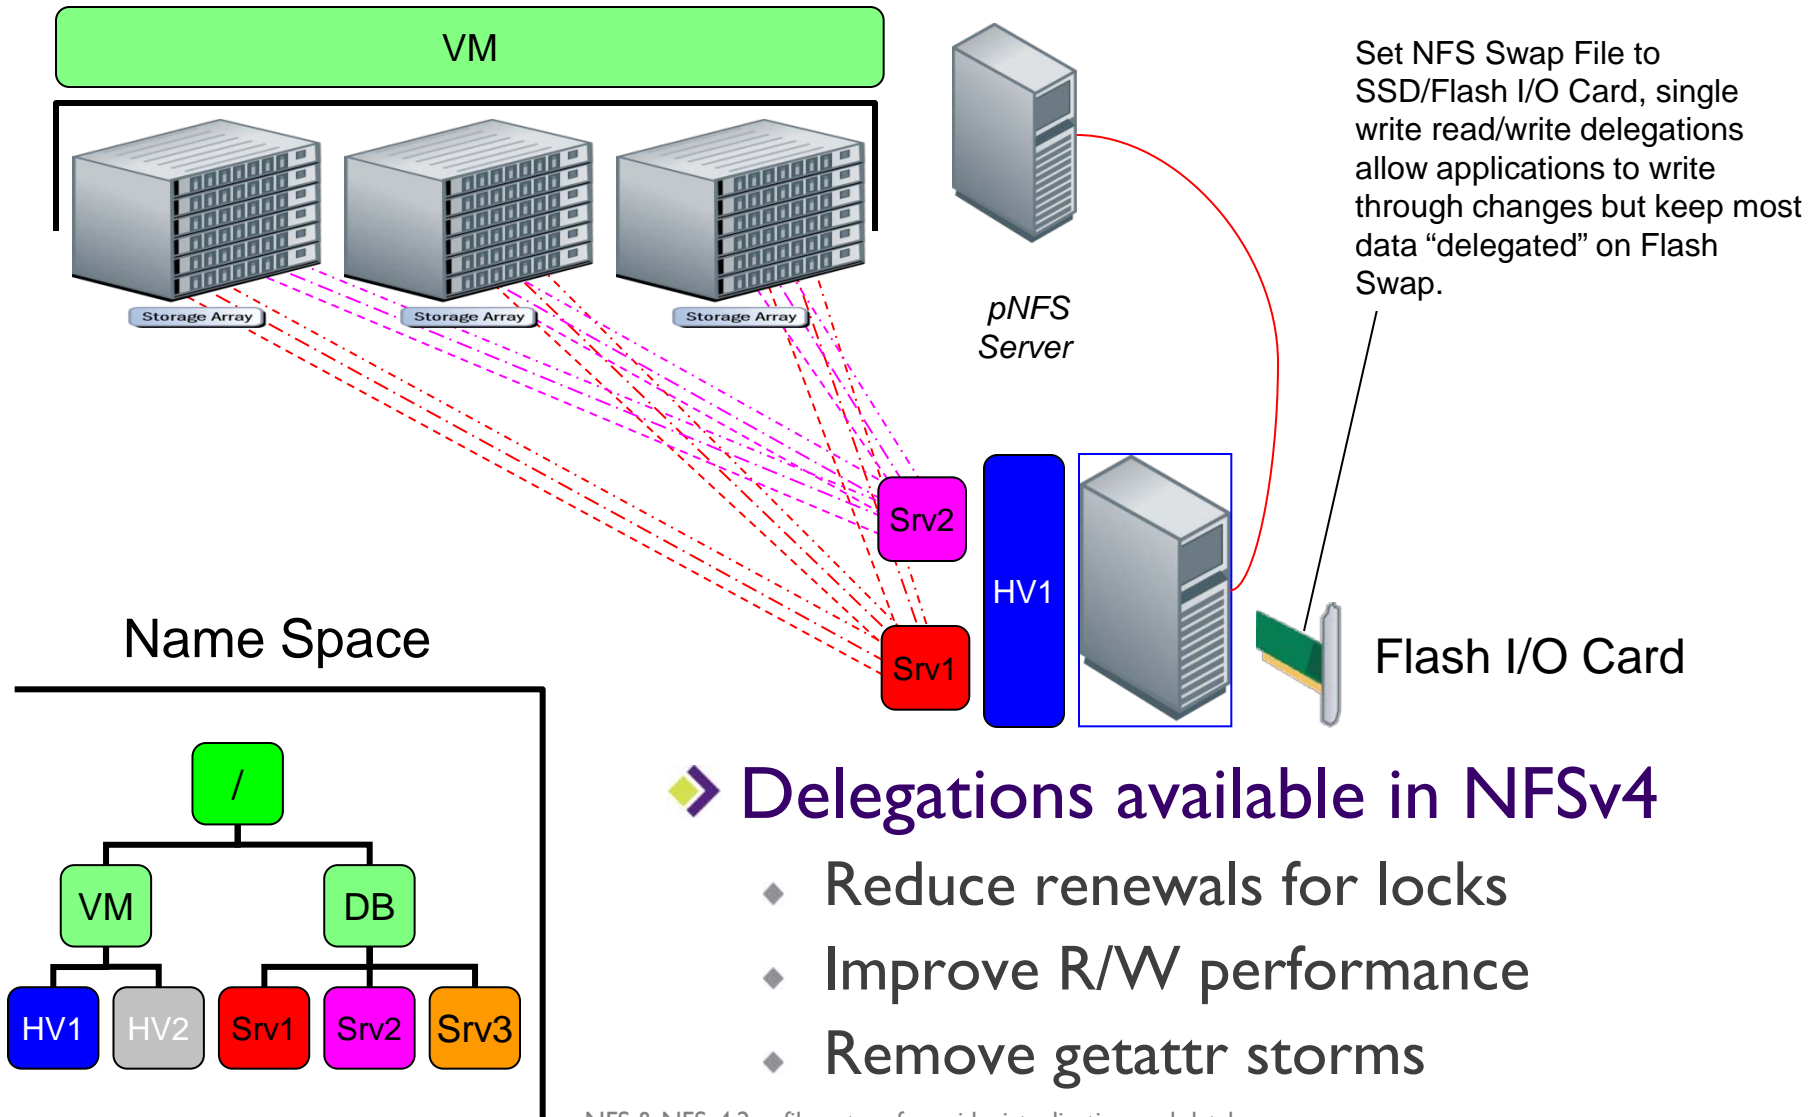 VM
Set NFS Swap File to
SSD/Flash I/O Card, single
write read/write delegations
allow applications to write
through changes but keep most
data “delegated” on Flash
Swap.
Storage Array
Storage Array
Storage Array
pNFS
Server
Srv2
HV1
Srv1
Flash I/O Card
Name Space
/
VM
DB
HV1
HV2
Srv1
Srv2
Srv3
Delegations available in NFSv4
Reduce renewals for locks
Improve R/W performance
Remove getattr storms